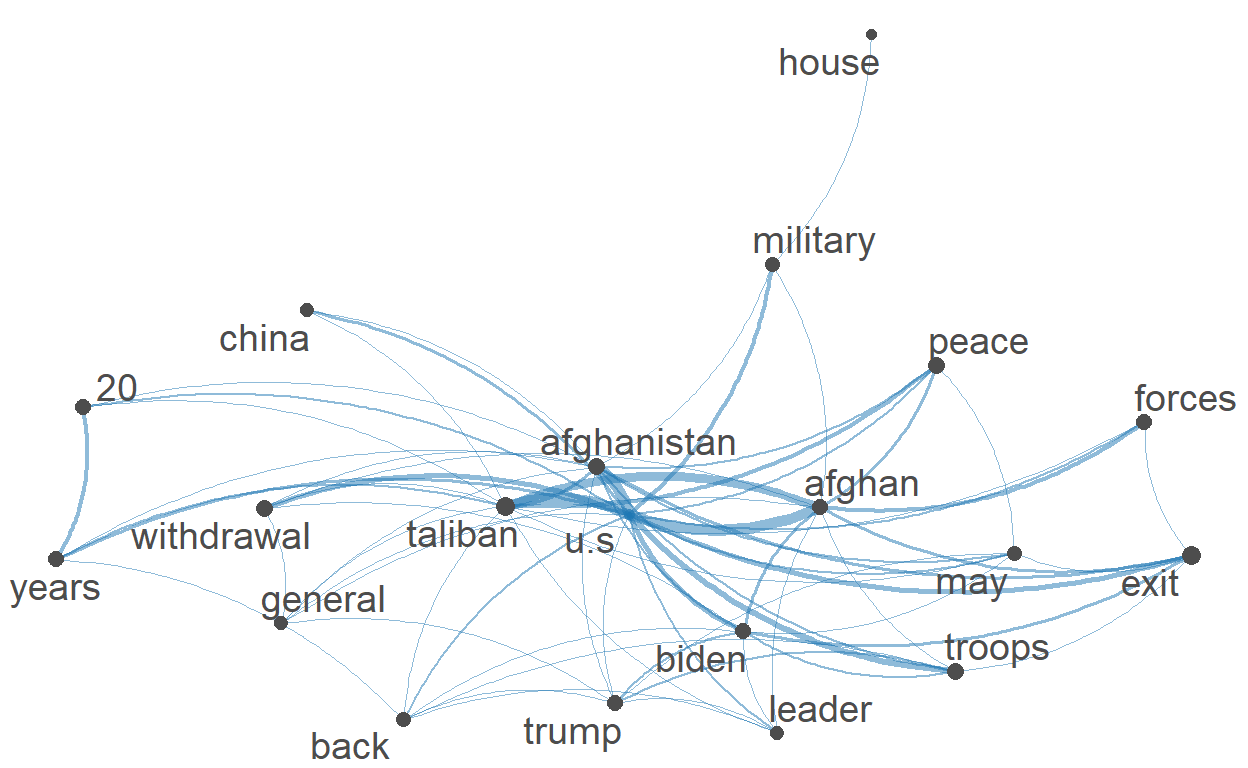 house
military
china
peace
20
forces
afghanistan
afghan
withdrawal
taliban
u.s
years
general
may
exit
biden
troops
leader
trump
back